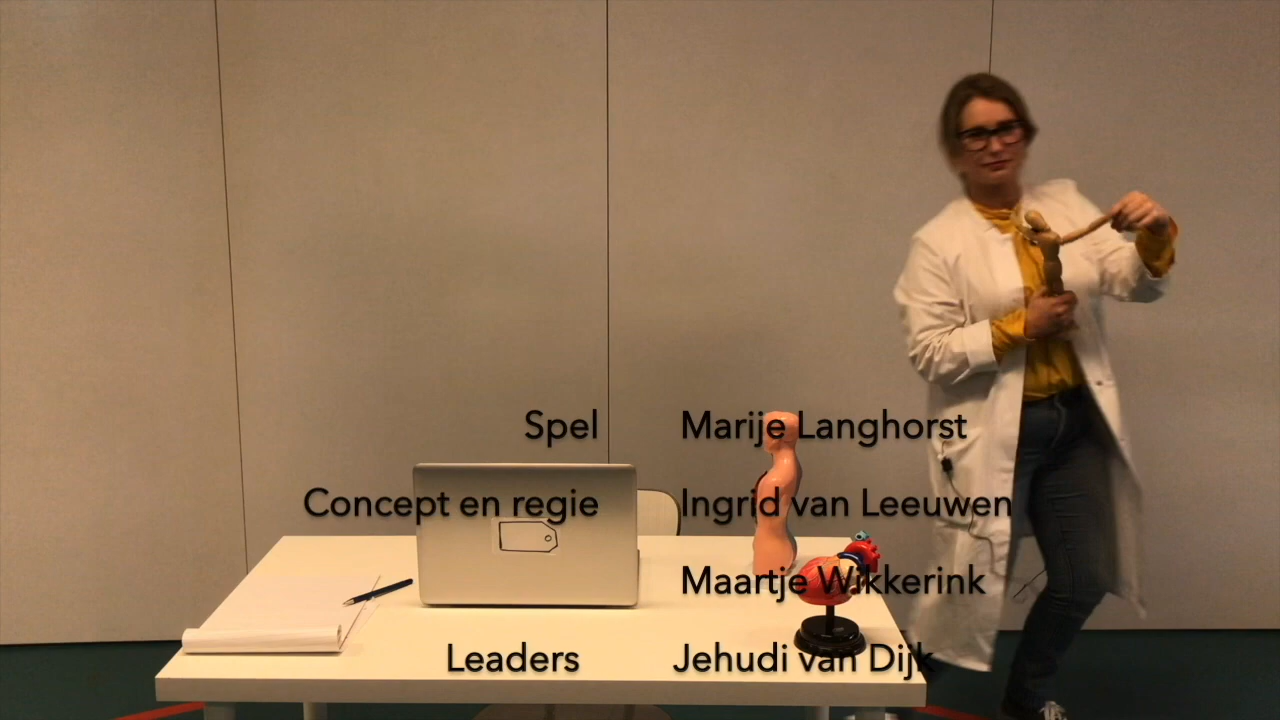 Spel Marije Langhorst
Concept en regie Ingrid van Leeuwen
Maartje Wikkerink
Leaders Jehudi van Dijk